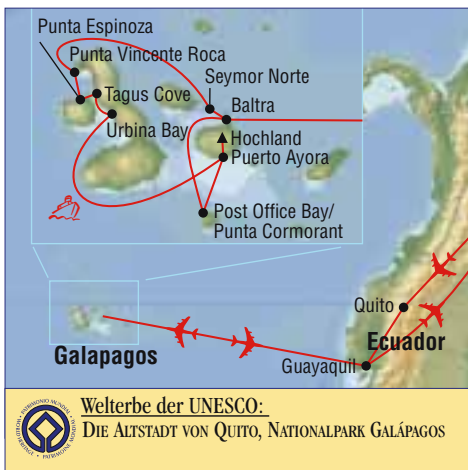 Punta Espinoza
Punta Vincente Roca
Seymor Norte
Tagus Cove
Baltra
Urbina Bay
Hochland
Puerto Ayora
Post Office Bay/
Punta Cormorant
Quito
Ecuador
Galapagos
Guayaquil
Welterbe der UNESCO:
DIE ALTSTADT VON QUITO, NATIONALPARK GALÁPAGOS